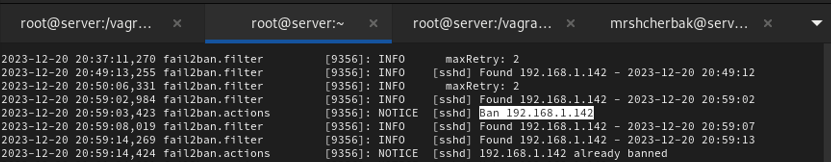 root@server:/vagr... × root@server:~ × root@server:/vagra... × mrshcherbak@serv... ×
2023-12-20 20:37:11,270 fail2ban.filter [9356]: INFO maxRetry: 2
2023-12-20 20:49:13,255 fail2ban.filter [9356]: INFO [sshd] Found 192.168.1.142 - 2023-12-20 20:49:12
2023-12-20 20:50:06,331 fail2ban.filter [9356]: INFO maxRetry: 2
2023-12-20 20:59:02,984 fail2ban.filter [9356]: INFO [sshd] Found 192.168.1.142 - 2023-12-20 20:59:02
2023-12-20 20:59:03,423 fail2ban.actions [9356]: NOTICE [sshd] Ban 192.168.1.142
2023-12-20 20:59:08,019 fail2ban.filter [9356]: INFO [sshd] Found 192.168.1.142 - 2023-12-20 20:59:07
2023-12-20 20:59:14,269 fail2ban.filter [9356]: INFO [sshd] Found 192.168.1.142 - 2023-12-20 20:59:13
2023-12-20 20:59:14,424 fail2ban.actions [9356]: NOTICE [sshd] 192.168.1.142 already banned